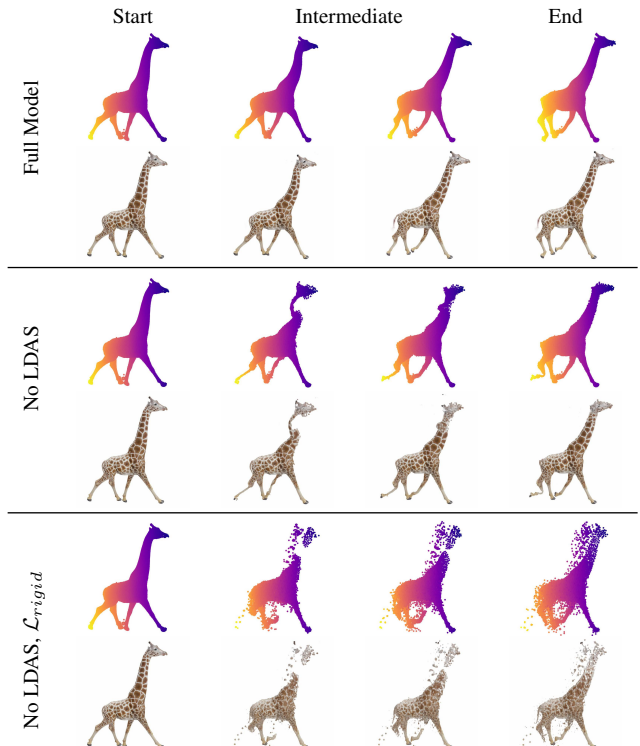 Start Intermediate End
Full Model
No LDAS
No LDAS, $\mathcal{L}_{rigid}$